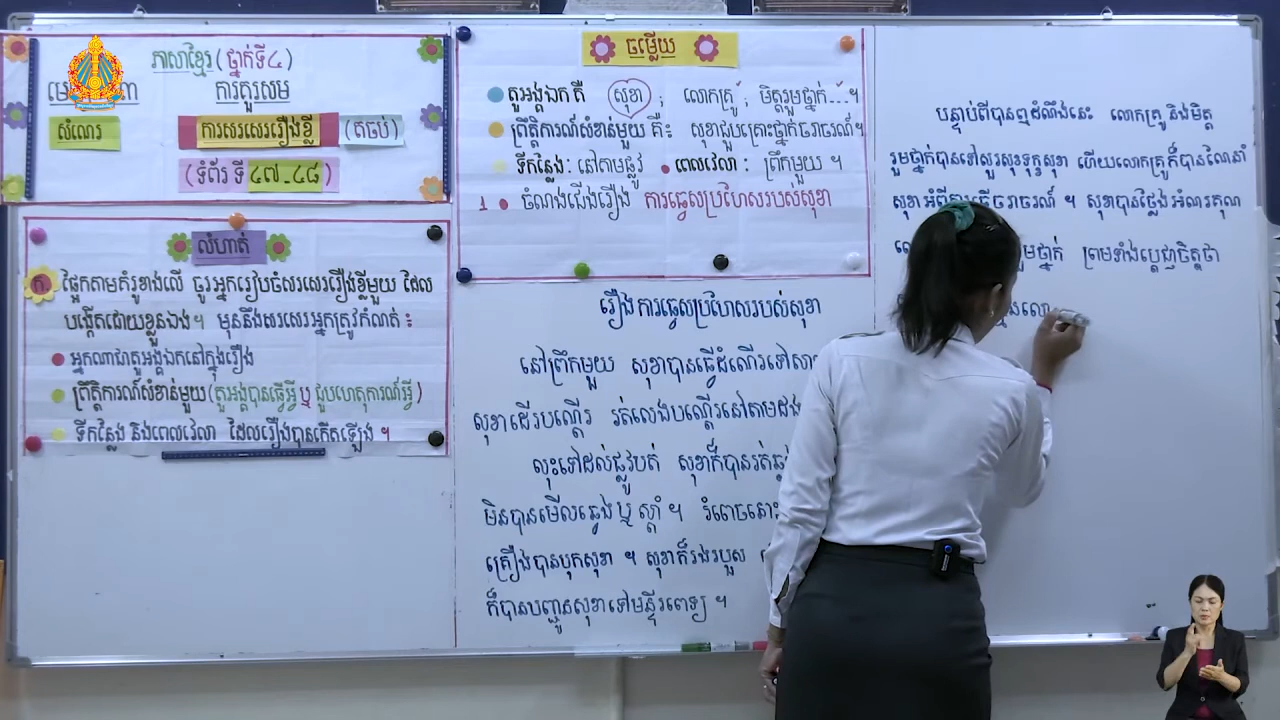 ភាសាខ្មែរ (ថ្នាក់ទី៤)
ការគួរសម
សំណេរ
ការសរសេររឿងខ្លី (តចប់)
(ទំព័រ ទី ៤៧_៤៨)
លំហាត់
ក. ផ្អែកតាមគំរូខាងលើ ចូរអ្នករៀបចំសរសេររឿងខ្លីមួយ ដែល
បង្កើតដោយខ្លួនឯង។ មុននឹងសរសេរអ្នកត្រូវកំណត់ ៖
អ្នកណាជាតួអង្គឯកនៅក្នុងរឿង
ព្រឹត្តិការណ៍សំខាន់មួយ (តួអង្គបានធ្វើអ្វី ឬ ជួបហេតុការណ៍អ្វី)
ទីកន្លែង និងពេលវេលា ដែលរឿងបានកើតឡើង ។
ចម្លើយ
តួអង្គឯក គឺ សុខា , លោកគ្រូ , មិត្តរួមថ្នាក់...។
ព្រឹត្តិការណ៍សំខាន់មួយ គឺ៖ សុខាជួបគ្រោះថ្នាក់ចរាចរណ៍។
ទីកន្លែង : នៅតាមផ្លូវ ពេលវេលា : ព្រឹកមួយ ។
1 ចំណងជើងរឿង ការធ្វេសប្រហែសរបស់សុខា
រឿង ការធ្វេសប្រហែសរបស់សុខា
នៅព្រឹកមួយ សុខាបានធ្វើដំណើរទៅ
សុខាដើរបណ្តើរ រត់លេងបណ្តើរនៅតាម
លុះទៅដល់ផ្លូវបត់ សុខាក៏បានរត់
មិនបានមើលឆ្វេង ឬ ស្តាំ ។ រំពេចនោះ
គ្រឿងបានបុកសុខា ។ សុខាក៏រងរបួស
ក៏បានបញ្ជូនសុខាទៅមន្ទីរពេទ្យ ។
បន្ទាប់ពីបានឮដំណឹងនេះ លោកគ្រូ និងមិត្ត
រួមថ្នាក់បានទៅសួរសុខទុក្ខសុខា ហើយលោកគ្រូក៏បានណែនាំ
សុខា អំពី ចរាចរណ៍ ។ សុខាបានថ្លែងអំណរគុណ
ថ្នាក់ ព្រមទាំងប្តេជ្ញាចិត្តថា